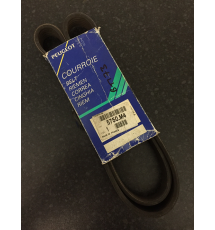 PEUGEOT
COURROIE
BELT
RIEMEN
CORREA
CINGHIA
RIEM
5750.M4